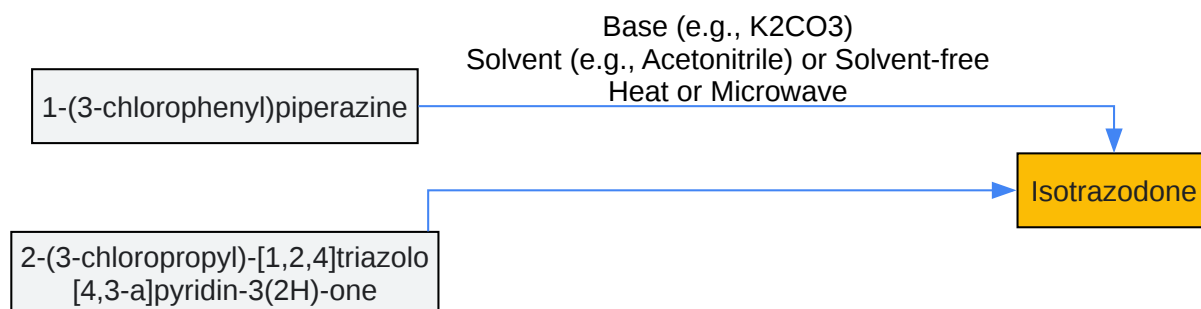 Base (e.g., K2CO3)
Solvent (e.g., Acetonitrile) or Solvent-free
Heat or Microwave
1-(3-chlorophenyl)piperazine
Isotrazodone
2-(3-chloropropyl)-[1,2,4]triazolo
[4,3-a]pyridin-3(2H)-one